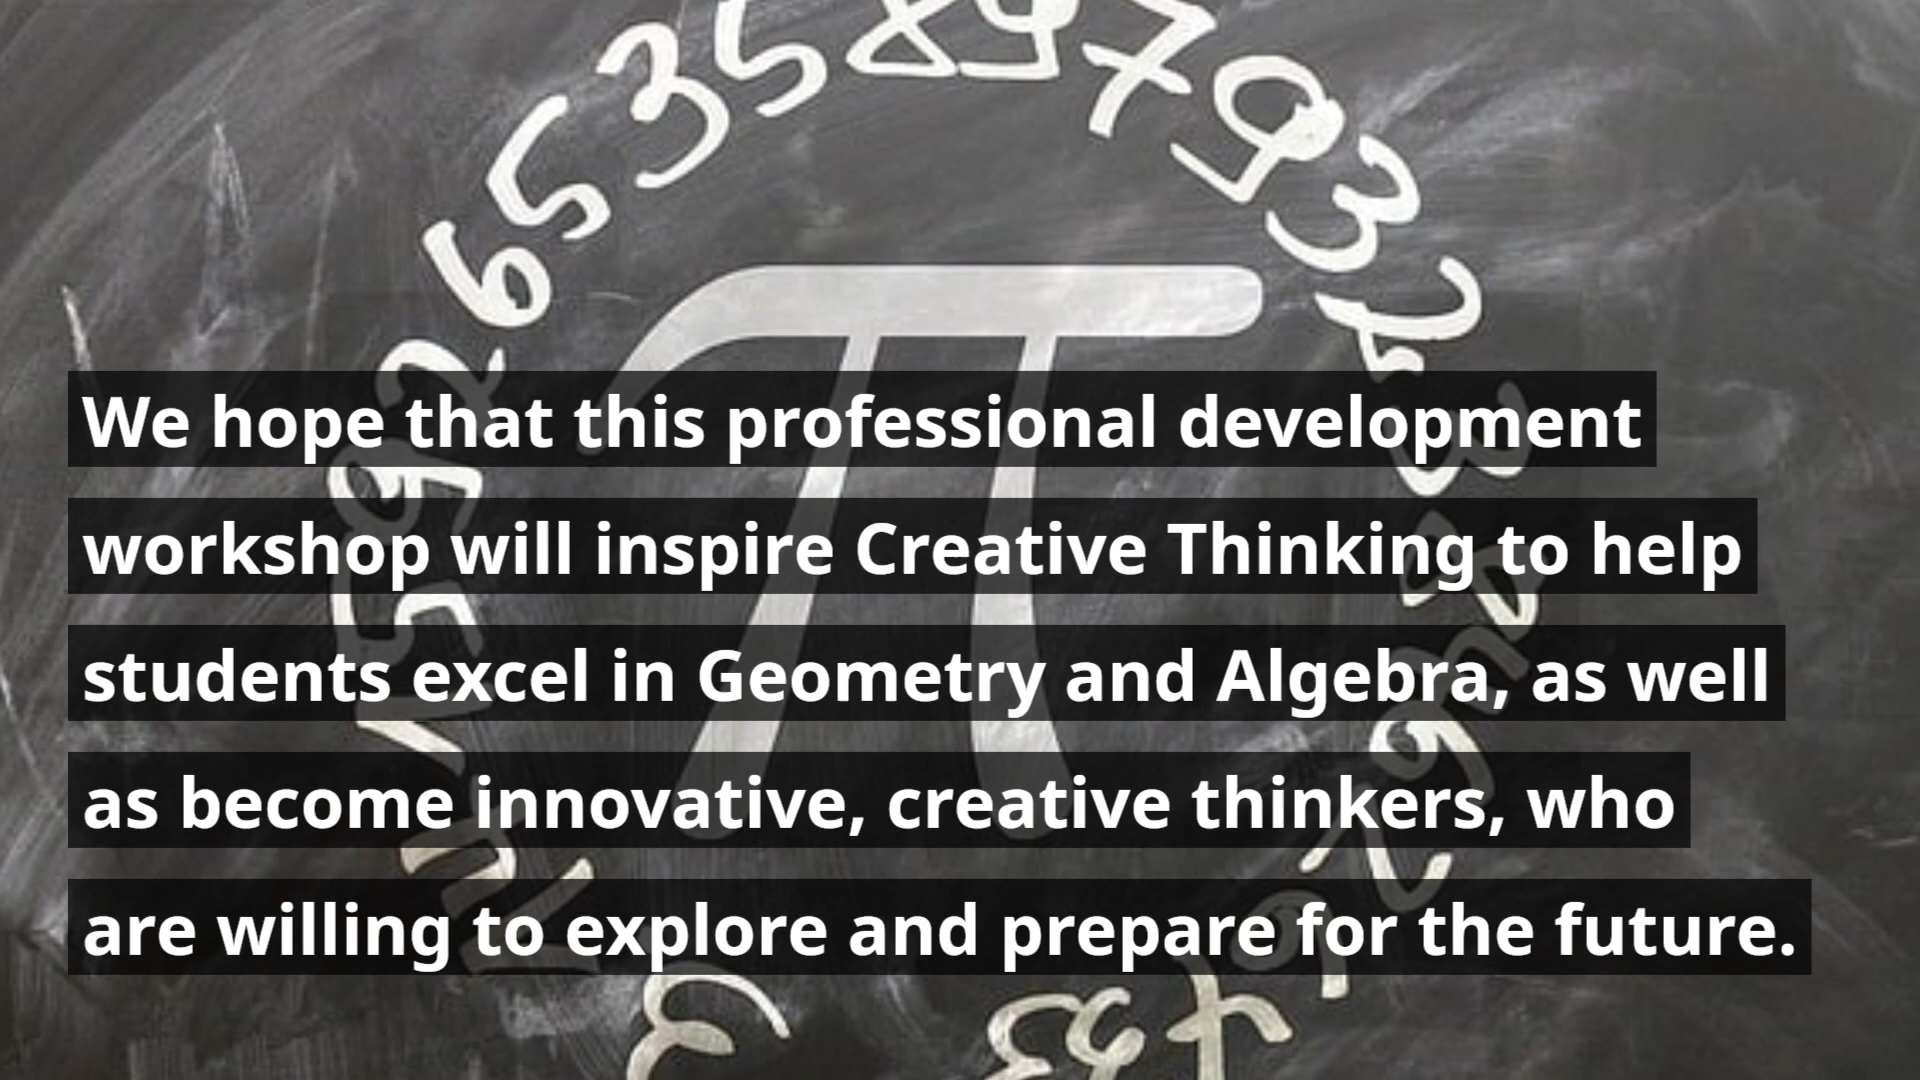 We hope that this professional development
workshop will inspire Creative Thinking to help
students excel in Geometry and Algebra, as well
as become innovative, creative thinkers, who
are willing to explore and prepare for the future.
π